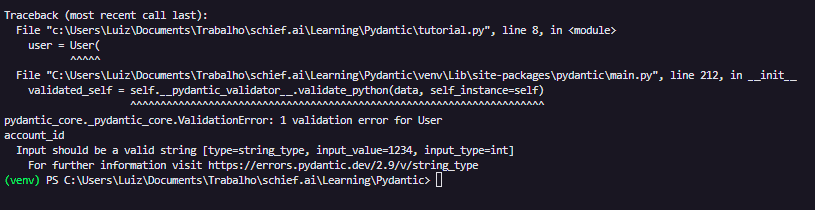 Traceback (most recent call last):
  File "c:\Users\Luiz\Documents\Trabalho\schief.ai\Learning\Pydantic\tutorial.py", line 8, in <module>
    user = User(
           ^^^^^
  File "C:\Users\Luiz\Documents\Trabalho\schief.ai\Learning\Pydantic\venv\Lib\site-packages\pydantic\main.py", line 212, in __init__
    validated_self = self.__pydantic_validator__.validate_python(data, self_instance=self)
                     ^^^^^^^^^^^^^^^^^^^^^^^^^^^^^^^^^^^^^^^^^^^^^^^^^^^^^^^^^^^^^^^^^^^^^
pydantic_core._pydantic_core.ValidationError: 1 validation error for User
account_id
  Input should be a valid string [type=string_type, input_value=1234, input_type=int]
    For further information visit https://errors.pydantic.dev/2.9/v/string_type
(venv) PS C:\Users\Luiz\Documents\Trabalho\schief.ai\Learning\Pydantic>